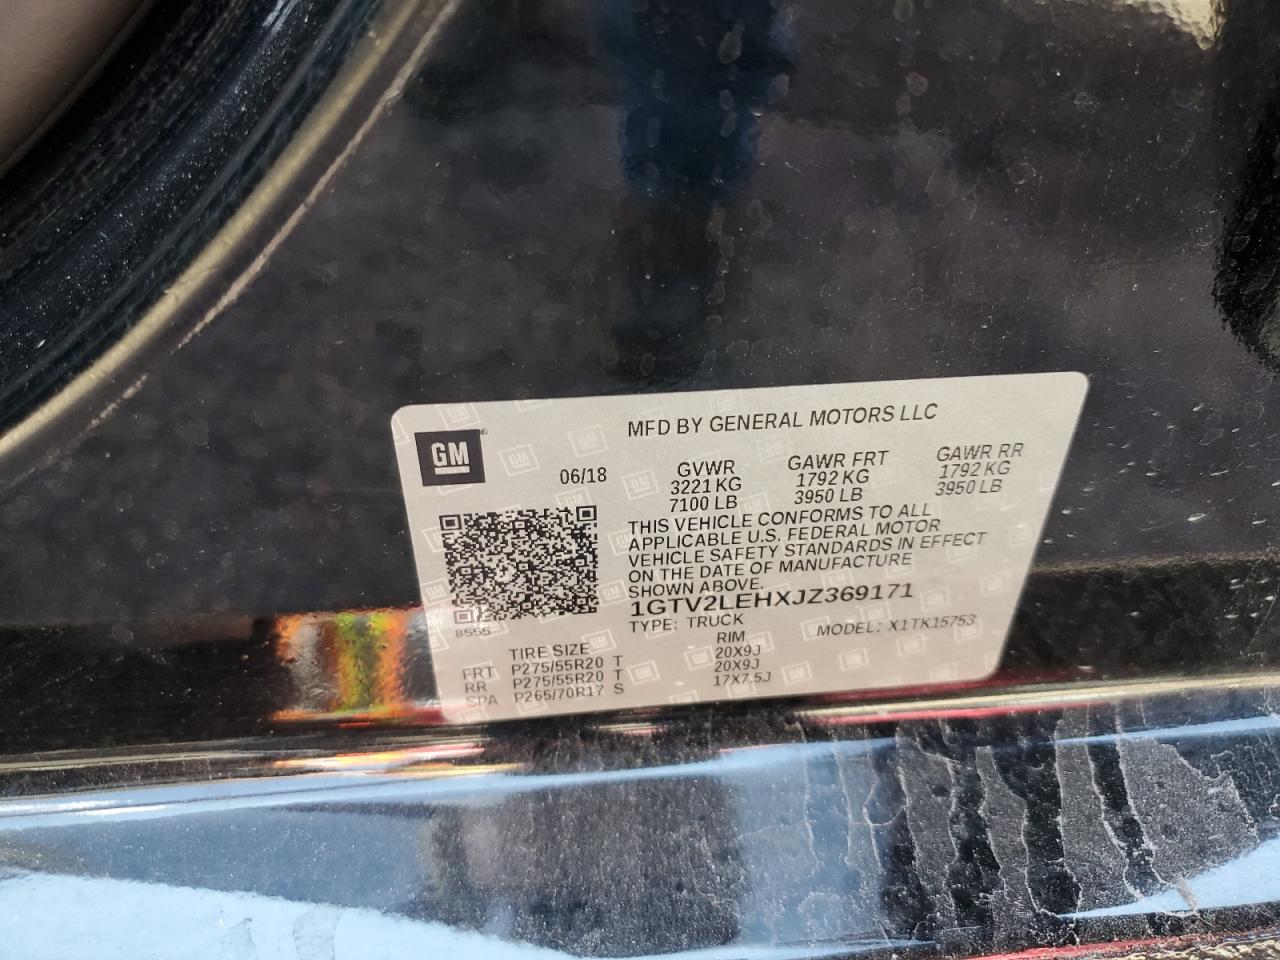 MFD BY GENERAL MOTORS LLC
GM®
06/18 GVWR GAWR FRT GAWR RR
3221 KG 1792 KG 1792 KG
7100 LB 3950 LB 3950 LB
THIS VEHICLE CONFORMS TO ALL
APPLICABLE U.S. FEDERAL MOTOR
VEHICLE SAFETY STANDARDS IN EFFECT
ON THE DATE OF MANUFACTURE
SHOWN ABOVE.
1GTV2LEHXJZ369171
8555
TYPE: TRUCK MODEL: X1TK15753
TIRE SIZE RIM
FRT P275/55R20 T 20X9J
RR P275/55R20 T 20X9J
SPA P265/70R17 S 17X7.5J